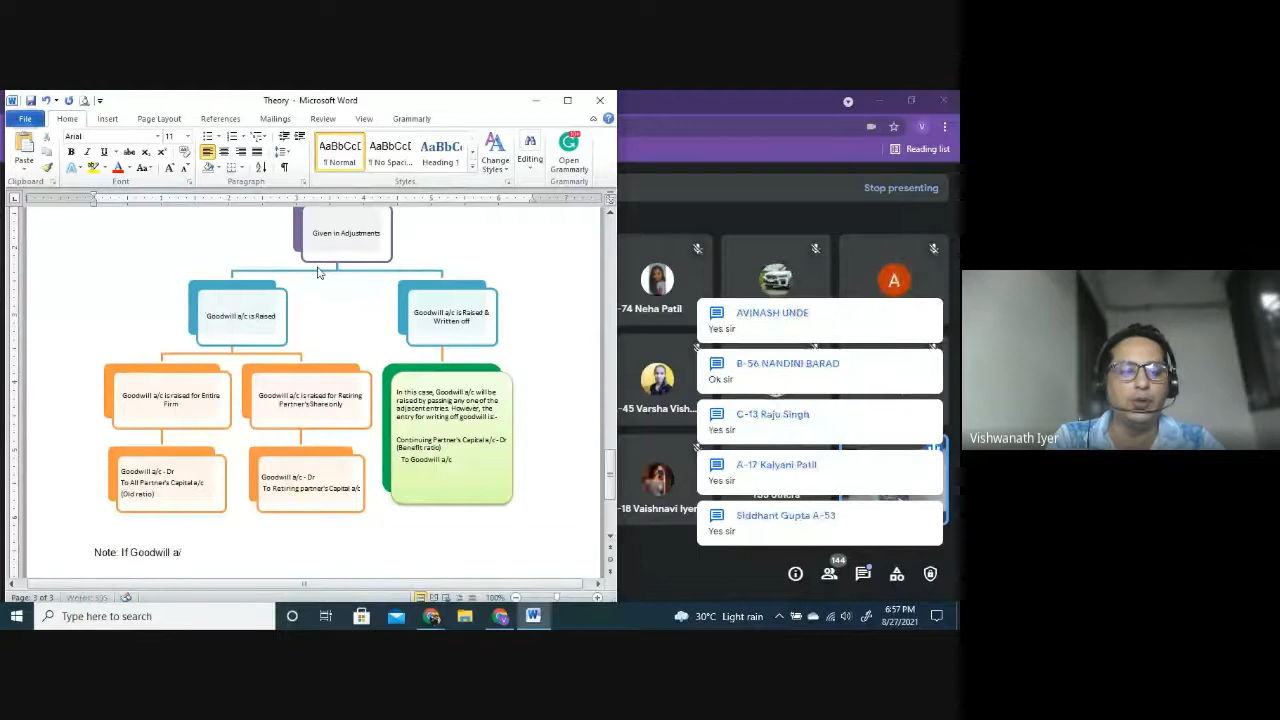 Theory - Microsoft Word
File
Home
Insert
Page Layout
References
Mailings
Review
View
Grammarly
Reading list
Paste
Arial
11
AaBbCcD
AaBbCcD
AaBbC
¶ Normal
¶ No Spaci...
Heading 1
Change
Styles
Editing
Open
Grammarly
Clipboard
Font
Paragraph
Styles
Grammarly
Stop presenting
Given in Adjustments
Goodwill a/c is Raised
Goodwill a/c is Raised &
Written off
Goodwill a/c is raised for Entire
Firm
Goodwill a/c is raised for Retiring
Partner's Share only
In this case, Goodwill a/c will be
raised by passing any one of the
adjacent entries. However, the
entry for writing off goodwill is:-
Continuing Partner's Capital a/c - Dr
(Benefit ratio)
To Goodwill a/c
Goodwill a/c - Dr
To All Partner's Capital a/c
(Old ratio)
Goodwill a/c - Dr
To Retiring partner's Capital a/c
Note: If Goodwill a/
Page: 3 of 3
Words: 505
100%
-74 Neha Patil
A
-45 Varsha Vish...
-18 Vaishnavi Iyer
AVINASH UNDE
Yes sir
B-56 NANDINI BARAD
Ok sir
C-13 Raju Singh
Yes sir
A-17 Kalyani Patil
Yes sir
Siddhant Gupta A-53
Yes sir
144
Vishwanath Iyer
Type here to search
30°C Light rain
6:57 PM
8/27/2021